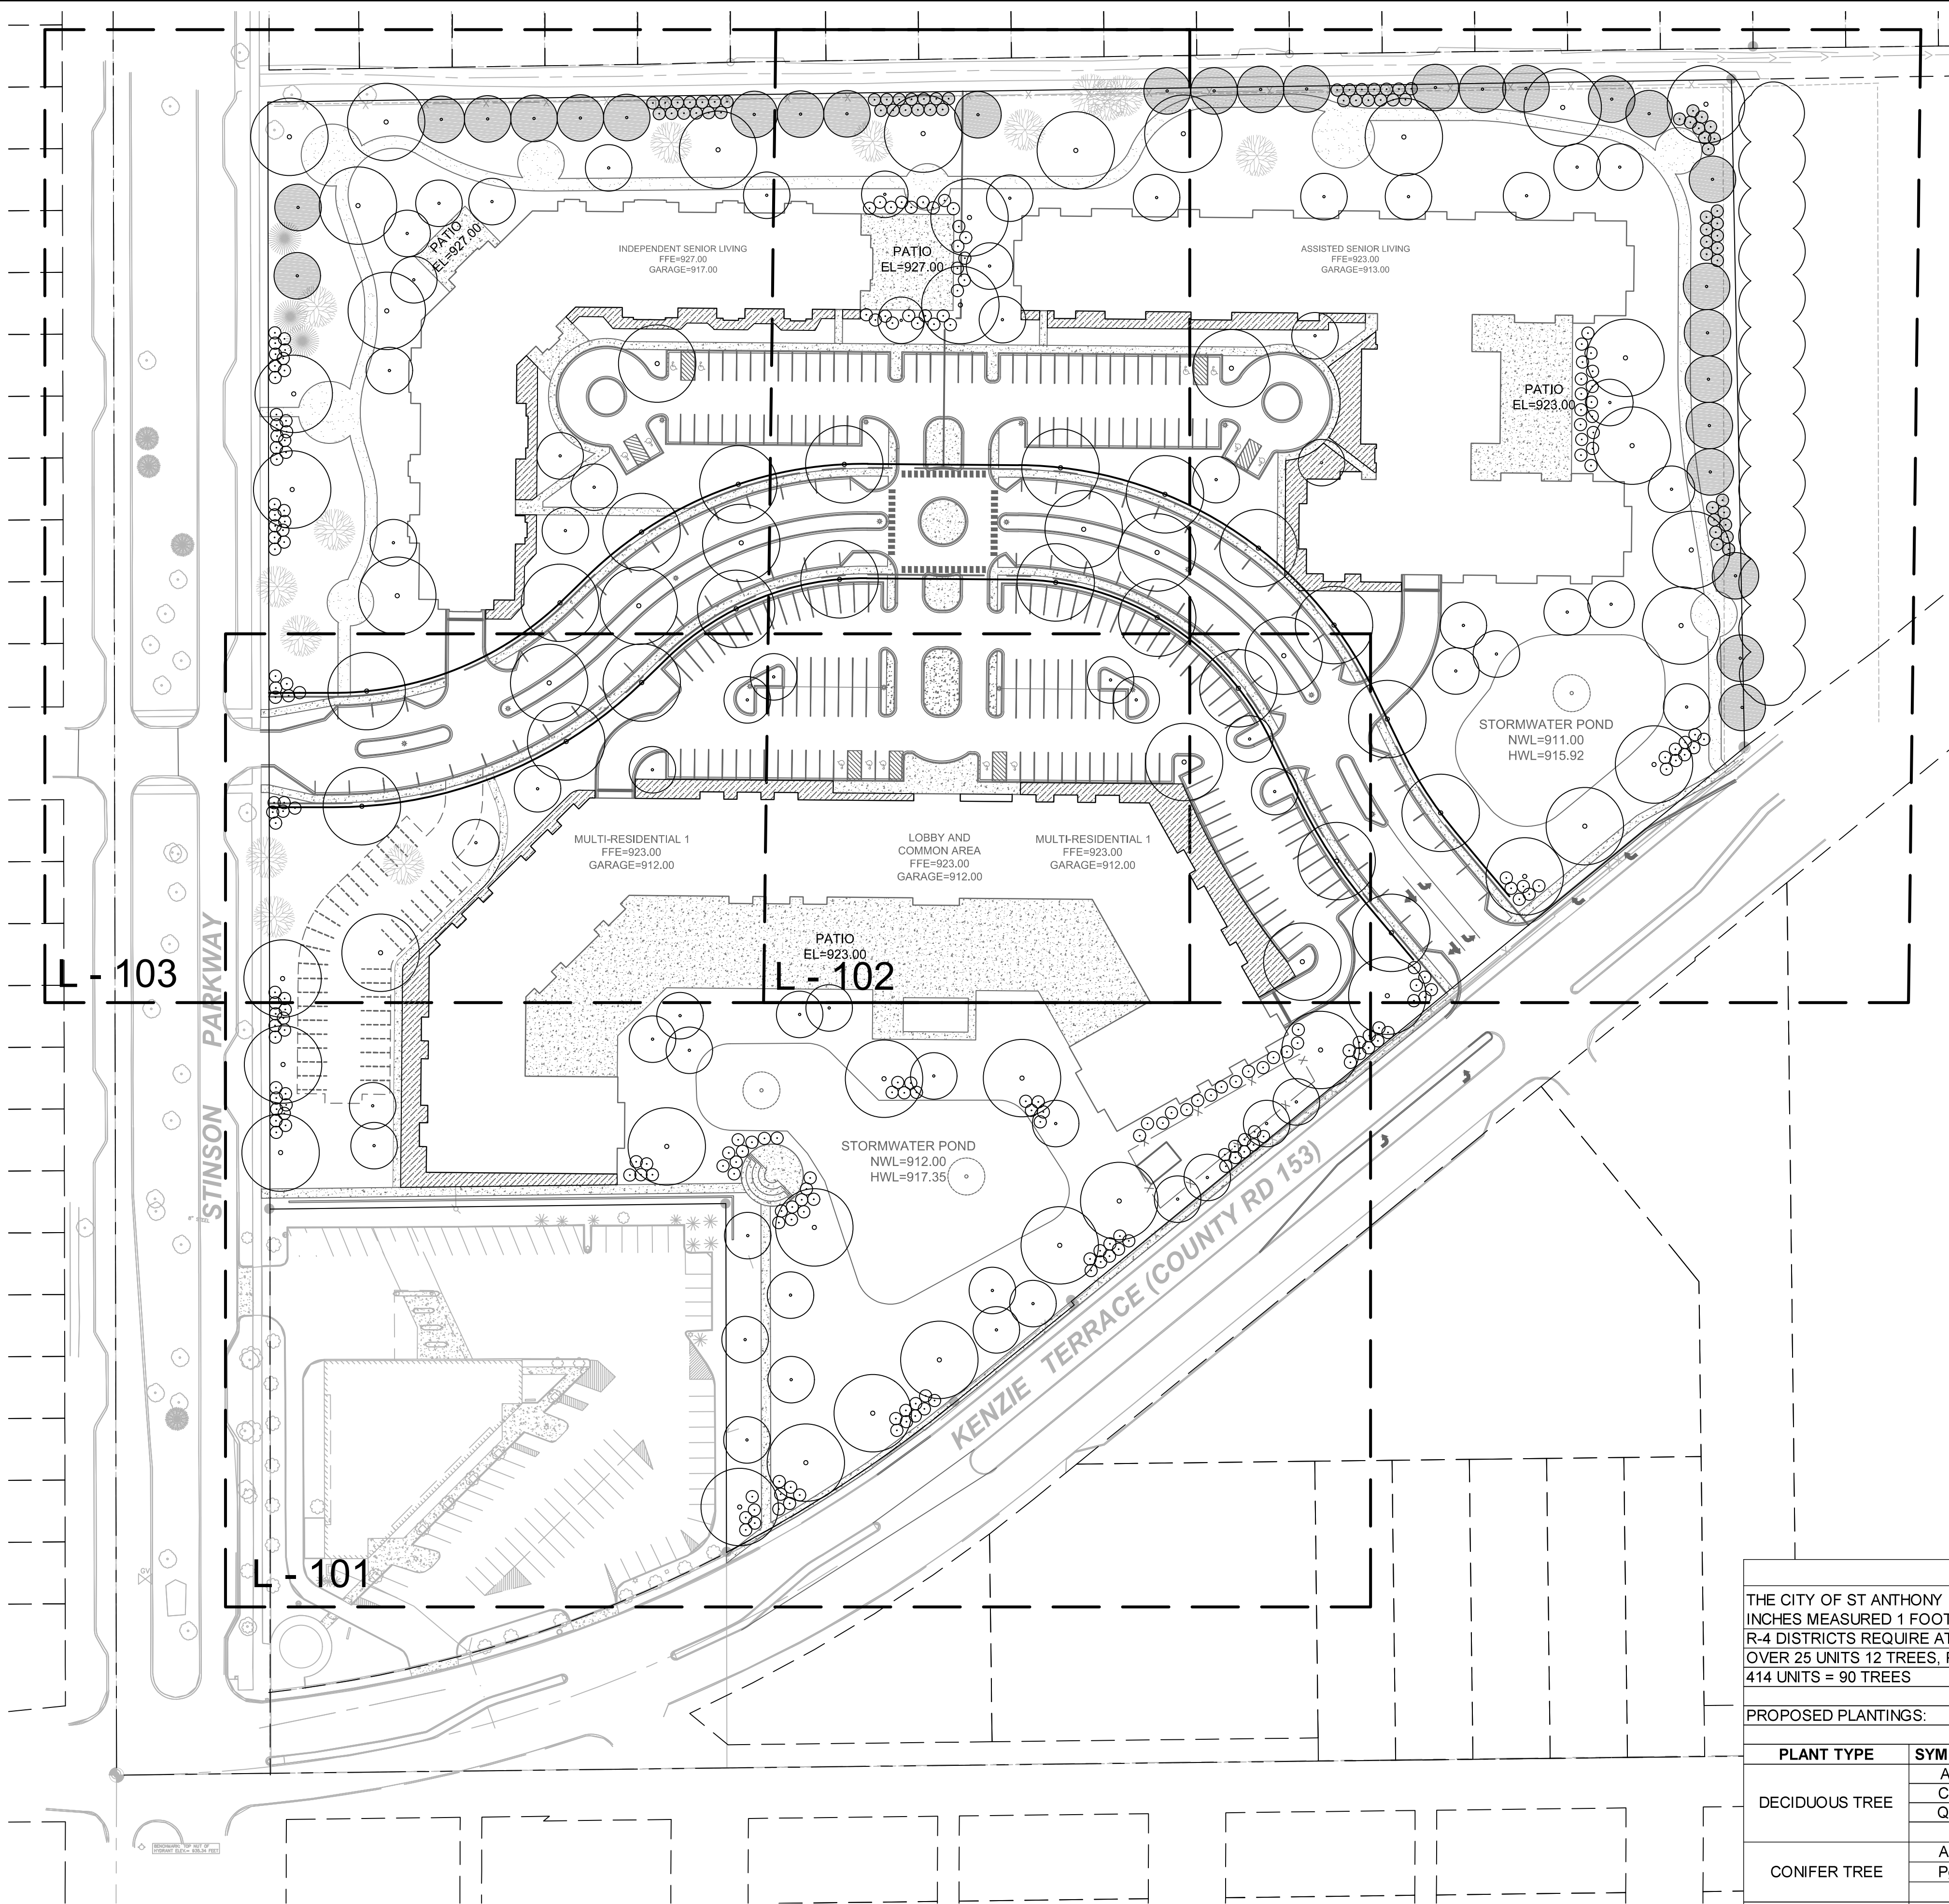 PATIO
EL=927.00
INDEPENDENT SENIOR LIVING
FFE=927.00
GARAGE=917.00
PATIO
EL=927.00
ASSISTED SENIOR LIVING
FFE=923.00
GARAGE=913.00
PATIO
EL=923.00
STORMWATER POND
NWL=911.00
HWL=915.92
MULTI-RESIDENTIAL 1
FFE=923.00
GARAGE=912.00
LOBBY AND
COMMON AREA
FFE=923.00
GARAGE=912.00
MULTI-RESIDENTIAL 1
FFE=923.00
GARAGE=912.00
PATIO
EL=923.00
L - 103
L - 102
STINSON PARKWAY
STORMWATER POND
NWL=912.00
HWL=917.35
KENZIE TERRACE (COUNTY RD 153)
L - 101
GV
THE CITY OF ST ANTHONY
INCHES MEASURED 1 FOOT
R-4 DISTRICTS REQUIRE AT
OVER 25 UNITS 12 TREES,
414 UNITS = 90 TREES
PROPOSED PLANTINGS:
PLANT TYPE SYM
DECIDUOUS TREE
A
C
Q
CONIFER TREE
A
P
BENCHMARK: TOP NUT OF